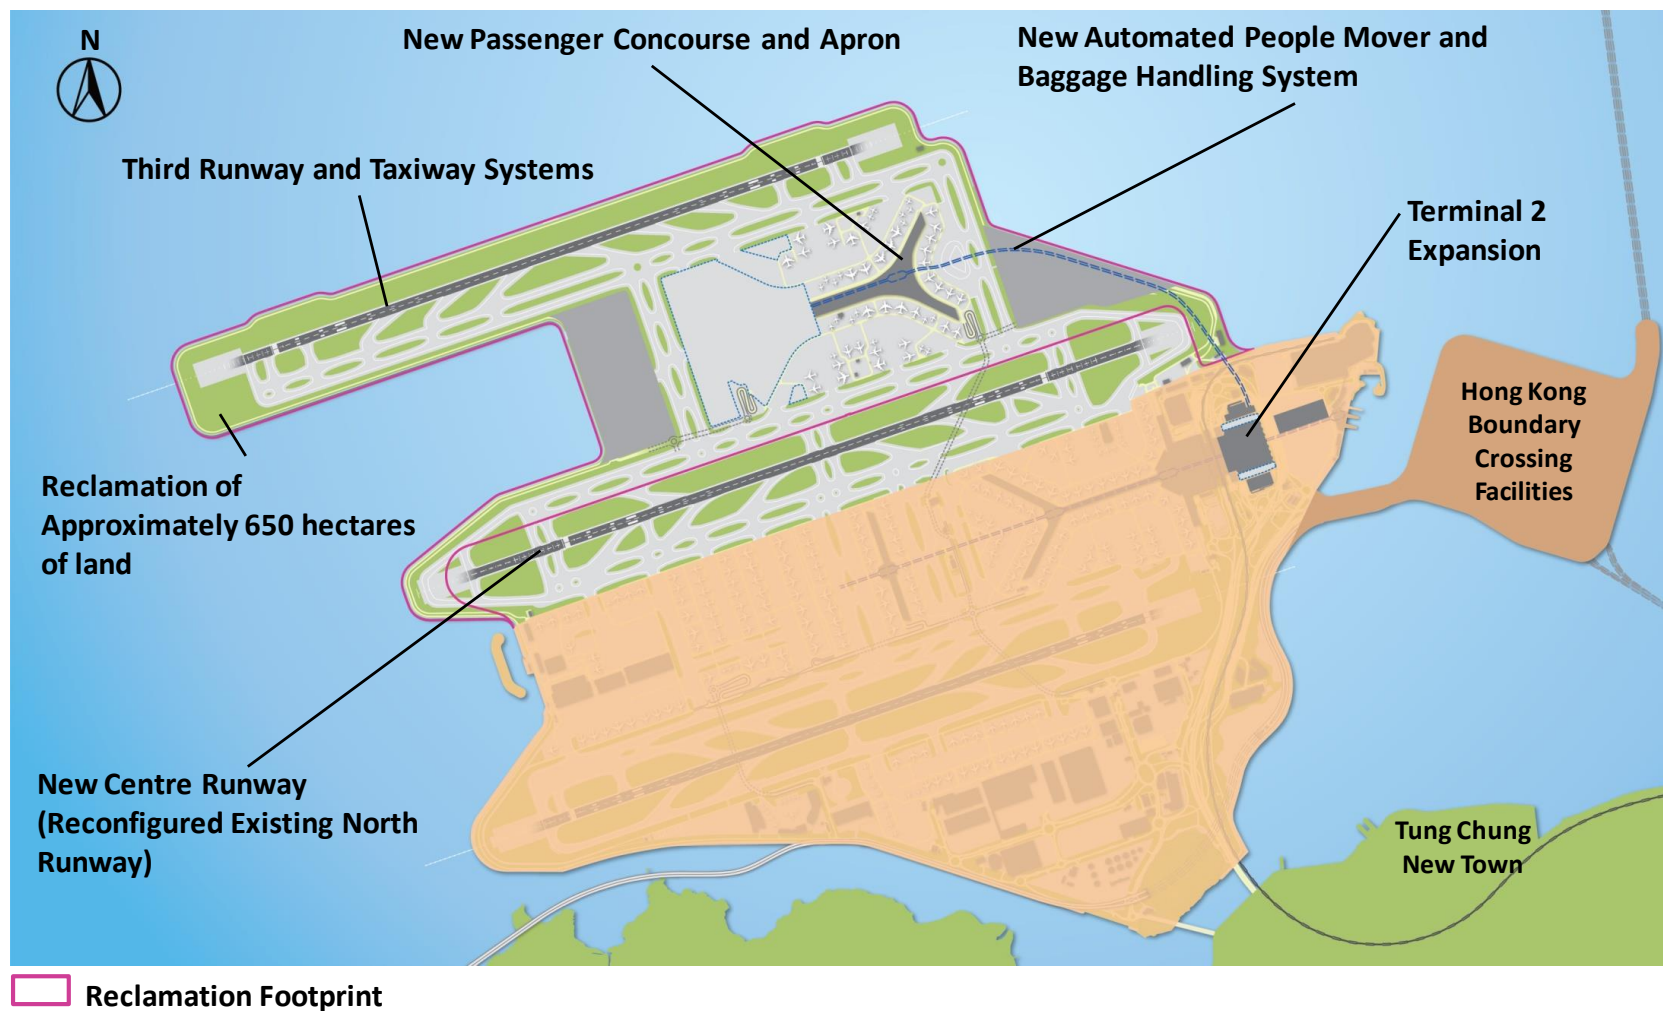 N
New Passenger Concourse and Apron
New Automated People Mover and
Baggage Handling System
Third Runway and Taxiway Systems
Terminal 2
Expansion
Hong Kong
Boundary
Crossing
Facilities
Reclamation of
Approximately 650 hectares
of land
New Centre Runway
(Reconfigured Existing North
Runway)
Tung Chung
New Town
Reclamation Footprint